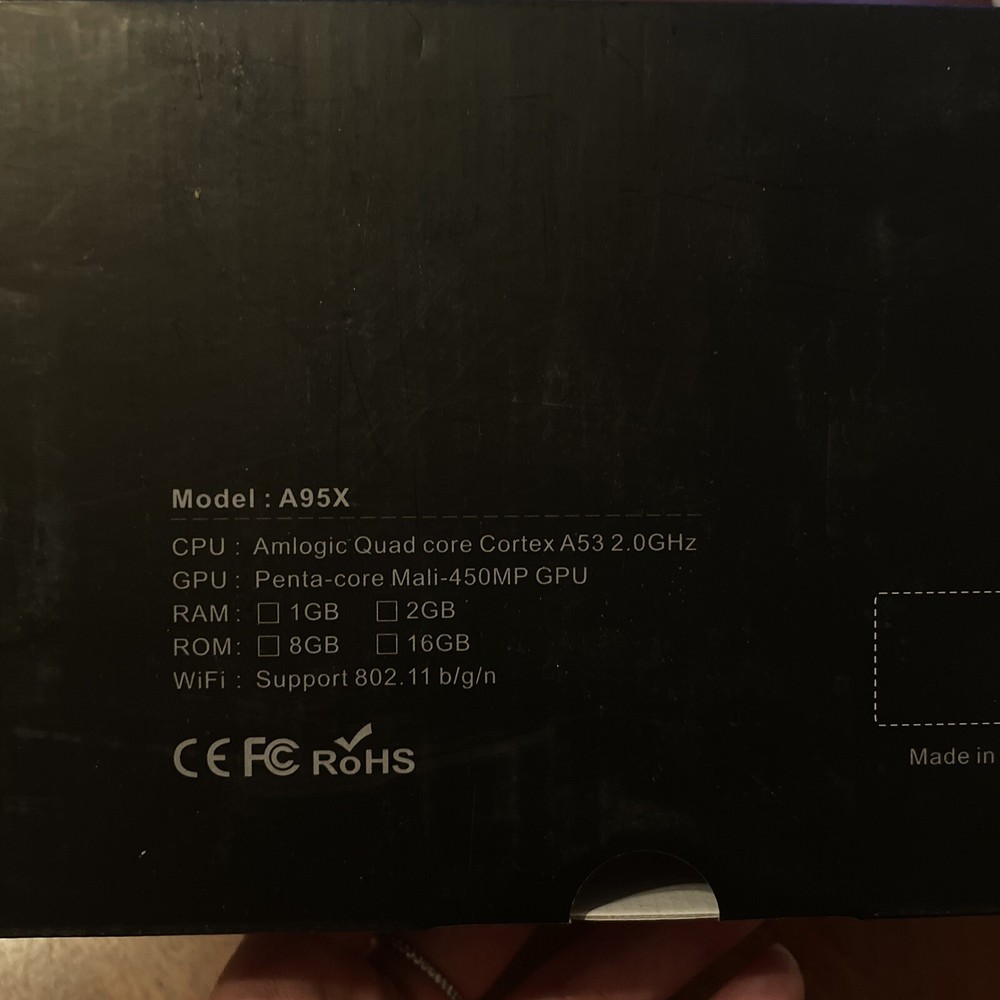 Model : A95X
CPU : Amlogic Quad core Cortex A53 2.0GHz
GPU : Penta-core Mali-450MP GPU
RAM : ☐ 1GB ☐ 2GB
ROM : ☐ 8GB ☐ 16GB
WiFi : Support 802.11 b/g/n
CE FC RoHS
Made in